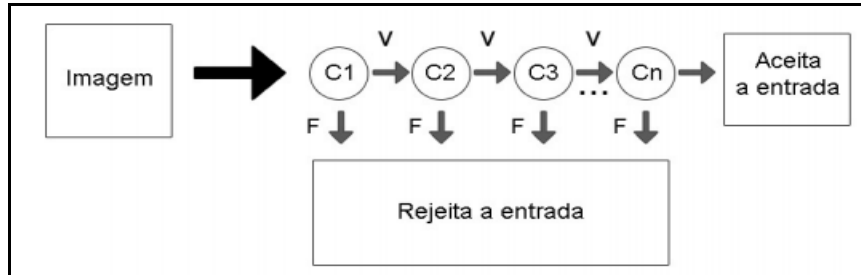 V V V
Imagem C1 C2 C3 ... Cn Aceita
a entrada
F F F F
Rejeita a entrada